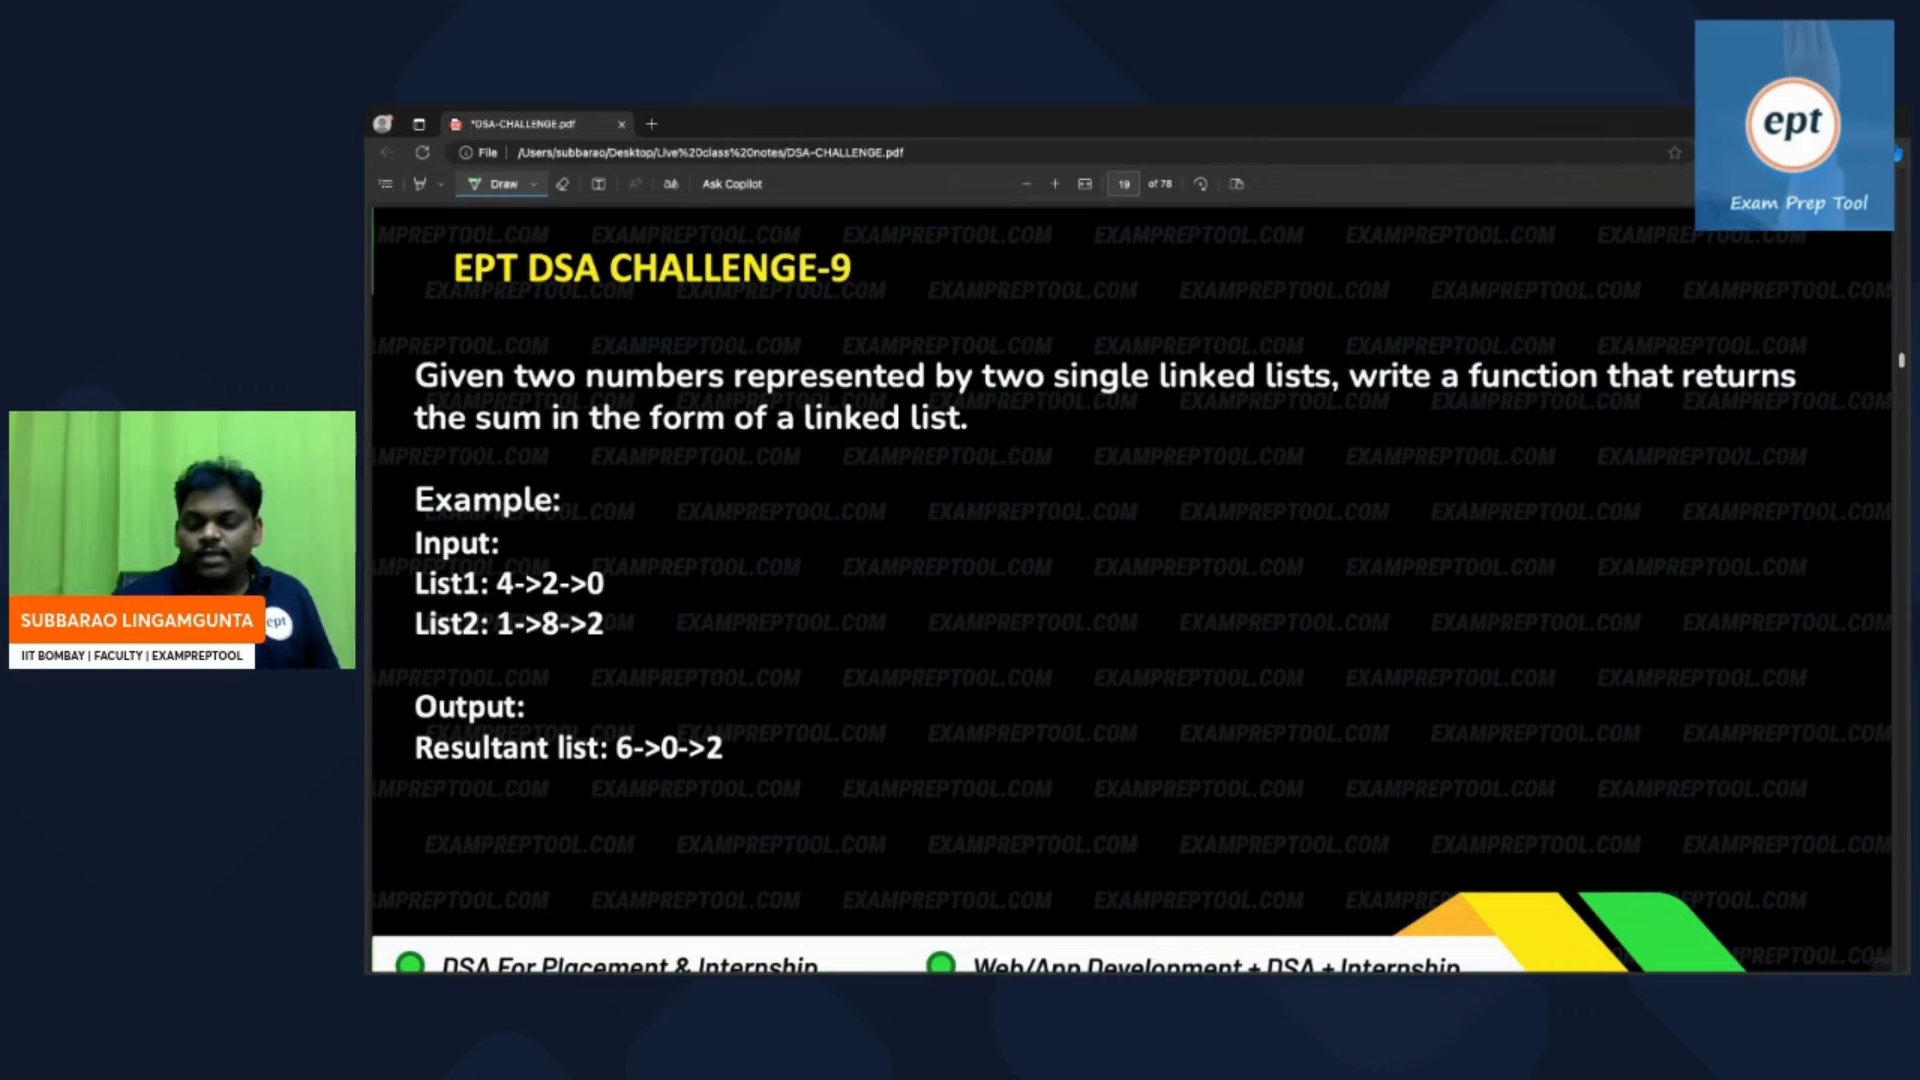 ept
Exam Prep Tool
*DSA-CHALLENGE.pdf
File
/Users/subbarao/Desktop/Live%20class%20notes/DSA-CHALLENGE.pdf
Draw
Ask Copilot
19 of 78
EPT DSA CHALLENGE-9
Given two numbers represented by two single linked lists, write a function that returns
the sum in the form of a linked list.
Example:
Input:
List1: 4->2->0
List2: 1->8->2
Output:
Resultant list: 6->0->2
EXAMPREPTOOL.COM
SUBBARAO LINGAMGUNTA
ept
IIT BOMBAY | FACULTY | EXAMPREPTOOL
DSA For Placement & Internship
Web/App Development + DSA + Internship